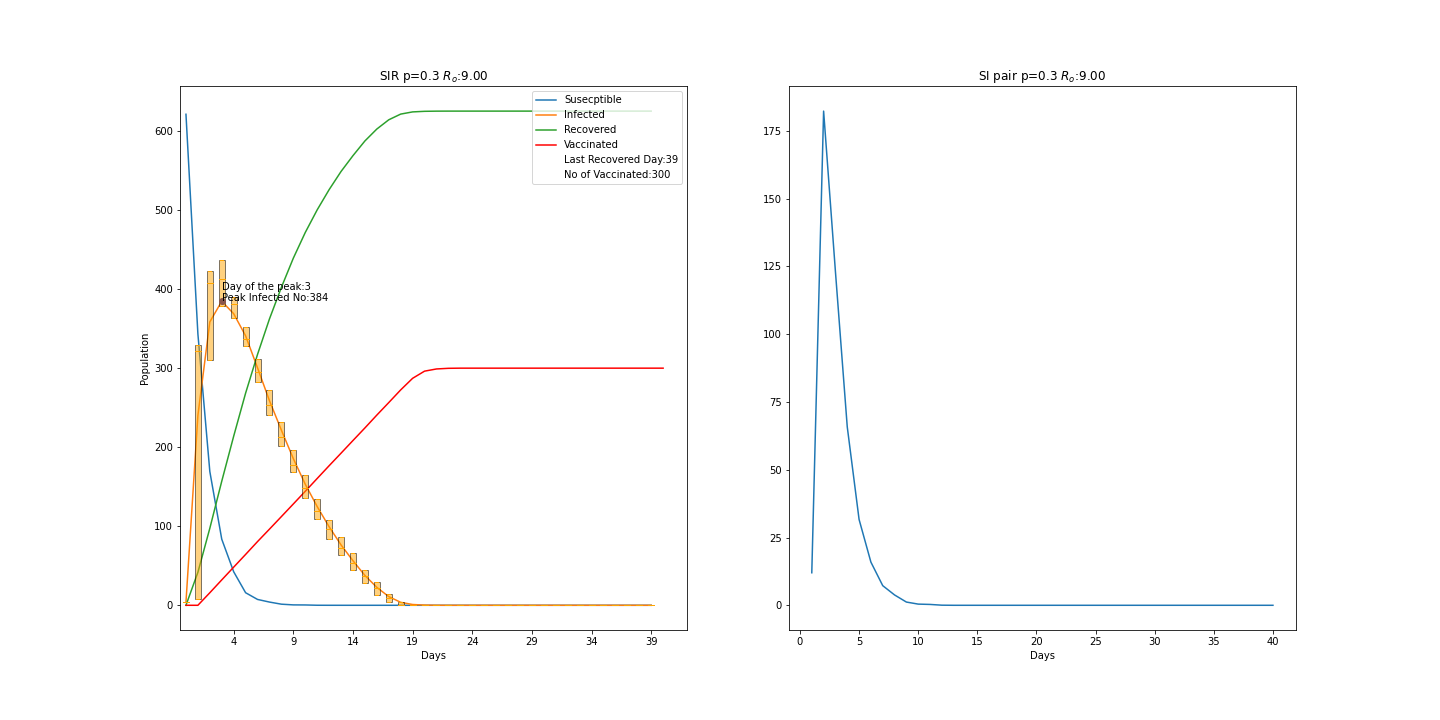 SIR p=0.3 Rₒ:9.00
Susecptible
Infected
Recovered
Vaccinated
Last Recovered Day:39
No of Vaccinated:300
Day of the peak:3
Peak Infected No:384
Population
600
500
400
300
200
100
0
4 9 14 19 24 29 34 39
Days
SI pair p=0.3 Rₒ:9.00
175
150
125
100
75
50
25
0
0 5 10 15 20 25 30 35 40
Days